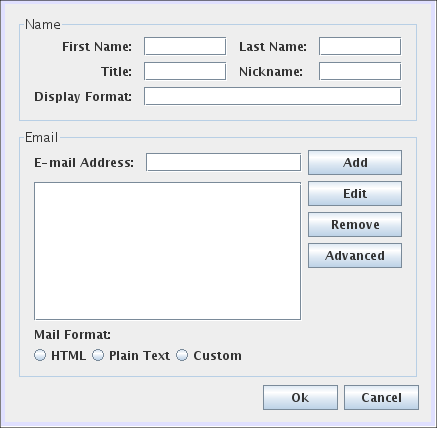 Name
First Name: Last Name:
Title: Nickname:
Display Format:
Email
E-mail Address: Add
Edit
Remove
Advanced
Mail Format:
HTML Plain Text Custom
Ok Cancel